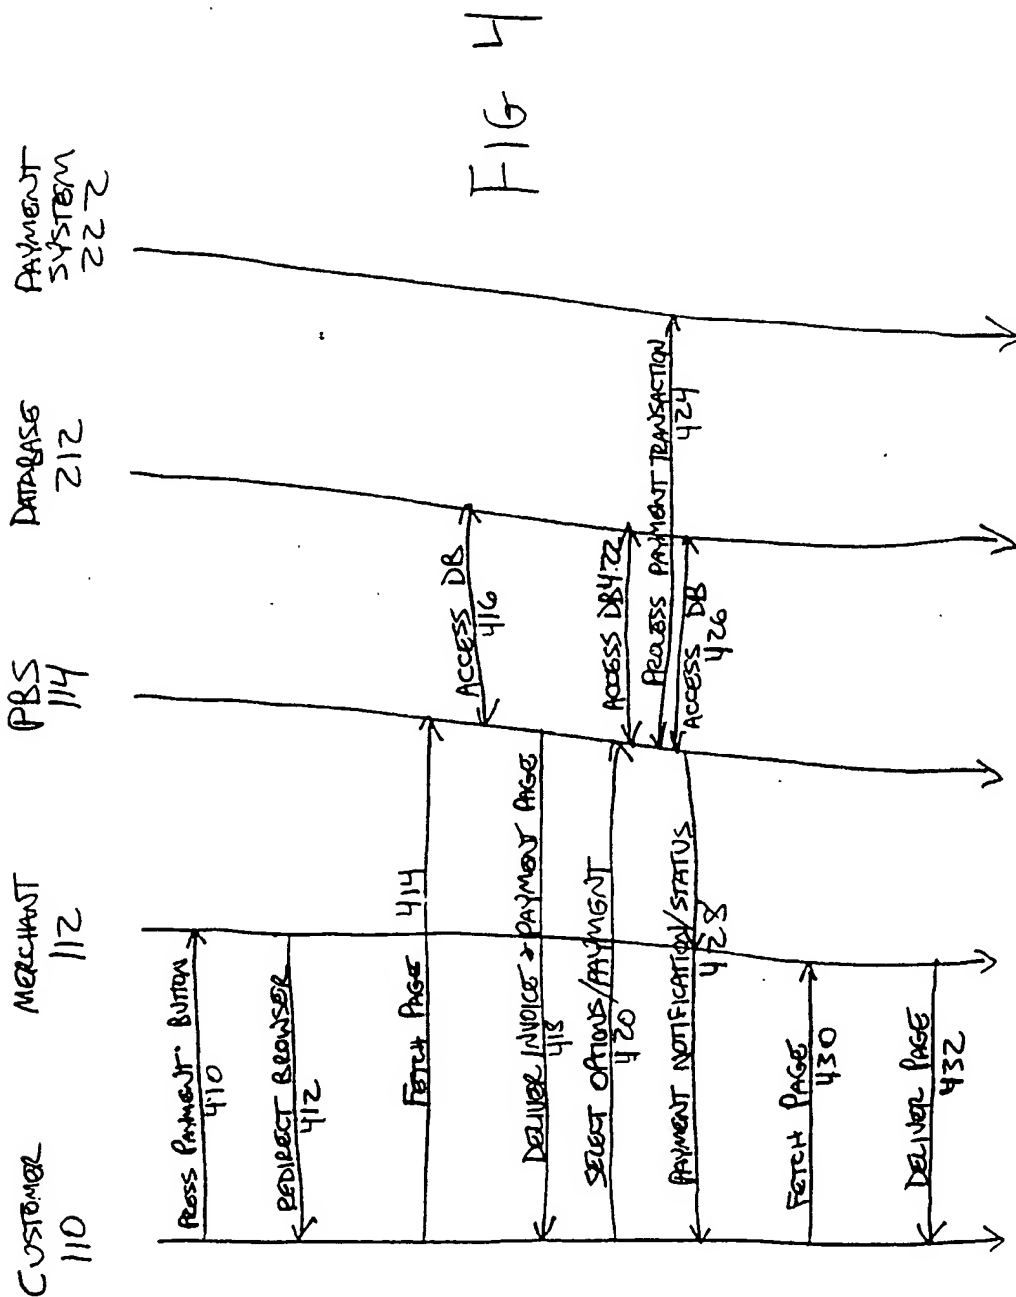 CUSTOMER
110
MERCHANT
112
PBS
114
DATABASE
212
PAYMENT
SYSTEM
222
PRESS PAYMENT BUTTON
410
REDIRECT BROWSER
412
FETCH PAGE 414
ACCESS DB
416
DELIVER INVOICE & PAYMENT PAGE
418
SELECT OPTIONS/PAYMENT
420
ACCESS DB 422
PROCESS PAYMENT TRANSACTION
424
ACCESS DB
426
PAYMENT NOTIFICATION/STATUS
428
FETCH PAGE
430
DELIVER PAGE
432
FIG 4